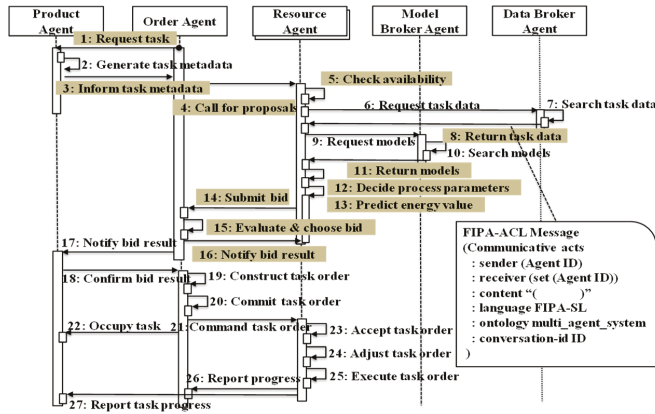 Product
Agent
Order Agent
Resource
Agent
Model
Broker Agent
Data Broker
Agent
1: Request task
2: Generate task metadata
3: Inform task metadata
4: Call for proposals
5: Check availability
6: Request task data
7: Search task data
8: Return task data
9: Request models
10: Search models
11: Return models
12: Decide process parameters
13: Predict energy value
14: Submit bid
15: Evaluate & choose bid
16: Notify bid result
17: Notify bid result
18: Confirm bid result
19: Construct task order
20: Commit task order
21: Command task order
22: Occupy task
23: Accept task order
24: Adjust task order
25: Execute task order
26: Report progress
27: Report task progress
FIPA-ACL Message
(Communicative acts
: sender (Agent ID)
: receiver (set (Agent ID))
: content “( )”
: language FIPA-SL
: ontology multi_agent_system
: conversation-id ID
)